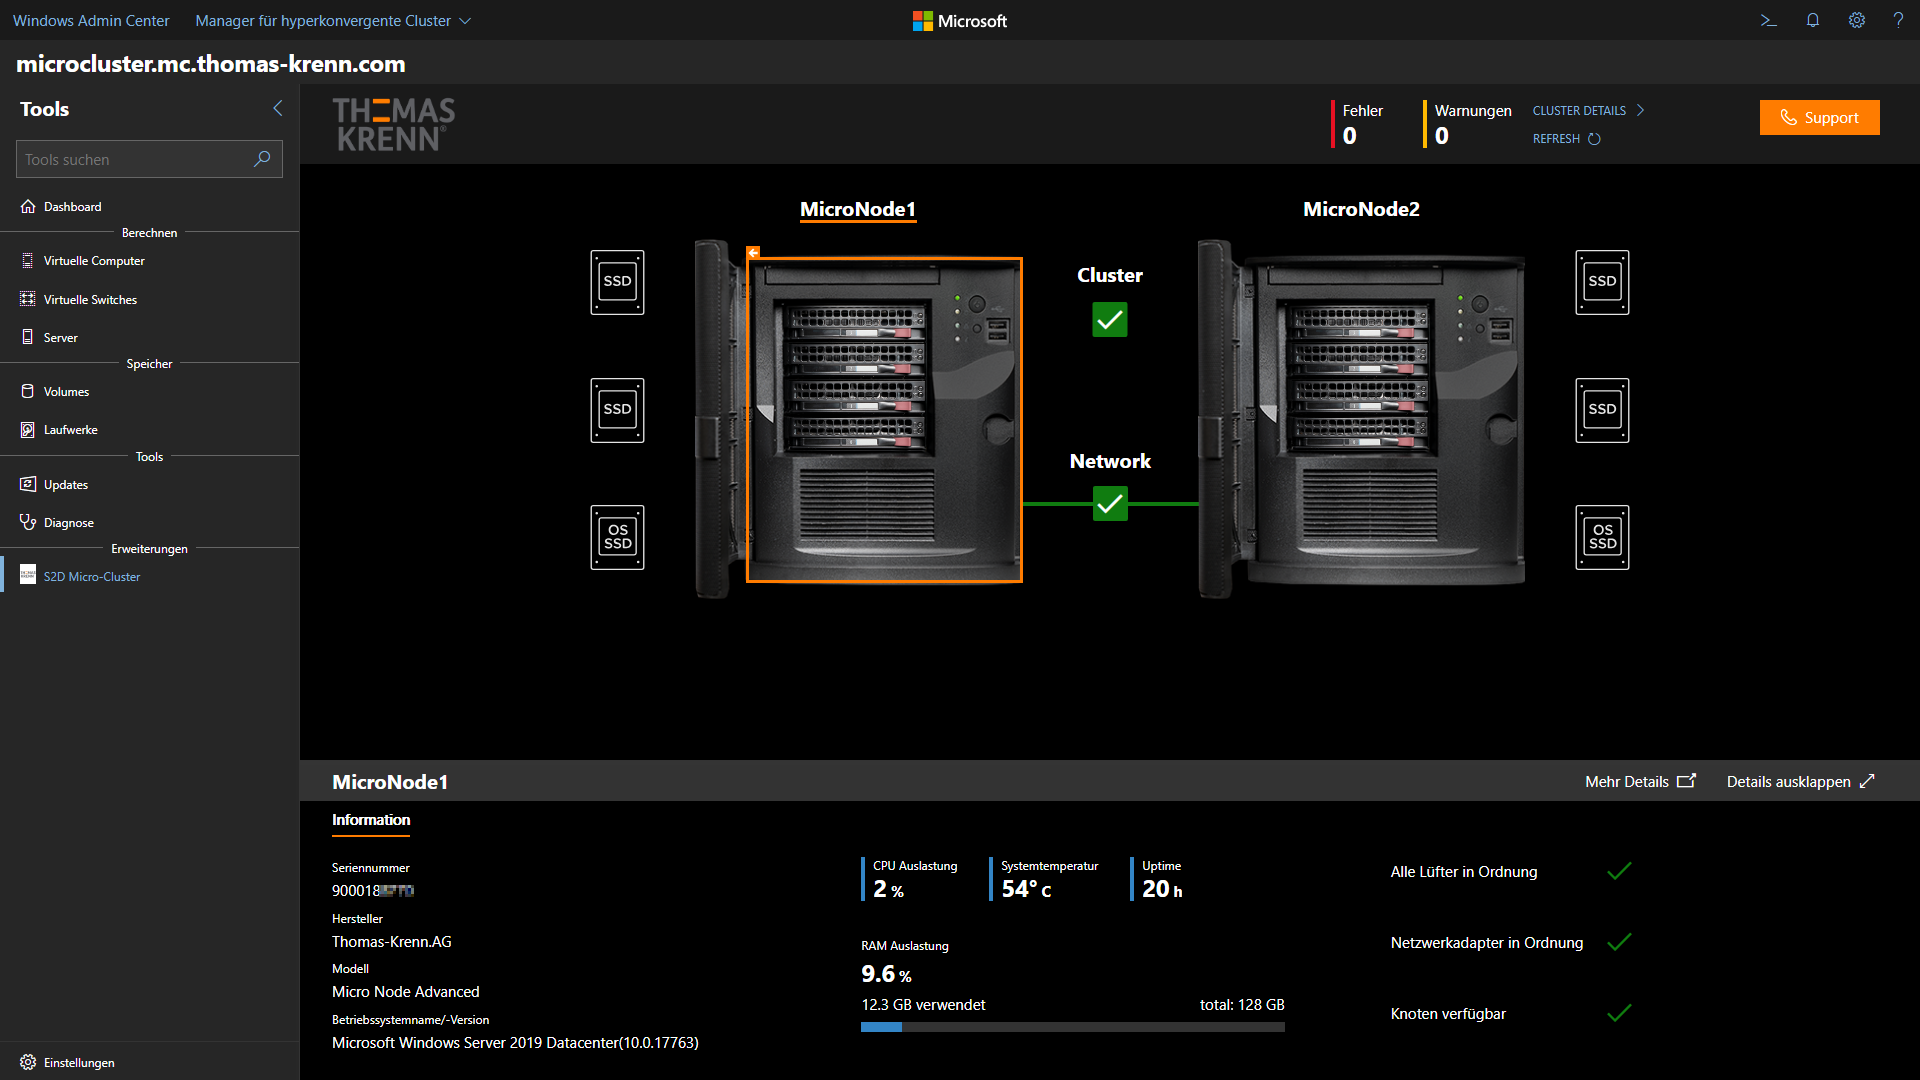 Windows Admin Center
Manager für hyperkonvergente Cluster
Microsoft
microcluster.mc.thomas-krenn.com
Tools
Tools suchen
Dashboard
Berechnen
Virtuelle Computer
Virtuelle Switches
Server
Speicher
Volumes
Laufwerke
Tools
Updates
Diagnose
Erweiterungen
S2D Micro-Cluster
Einstellungen
THOMAS
KRENN®
Fehler
0
Warnungen
0
CLUSTER DETAILS
REFRESH
Support
MicroNode1
MicroNode2
SSD
SSD
OS
SSD
Cluster
Network
SSD
SSD
OS
SSD
MicroNode1
Mehr Details
Details ausklappen
Information
Seriennummer
900018
Hersteller
Thomas-Krenn.AG
Modell
Micro Node Advanced
Betriebssystemname/-Version
Microsoft Windows Server 2019 Datacenter(10.0.17763)
CPU Auslastung
2 %
Systemtemperatur
54° C
Uptime
20 h
RAM Auslastung
9.6 %
12.3 GB verwendet
total: 128 GB
Alle Lüfter in Ordnung
Netzwerkadapter in Ordnung
Knoten verfügbar